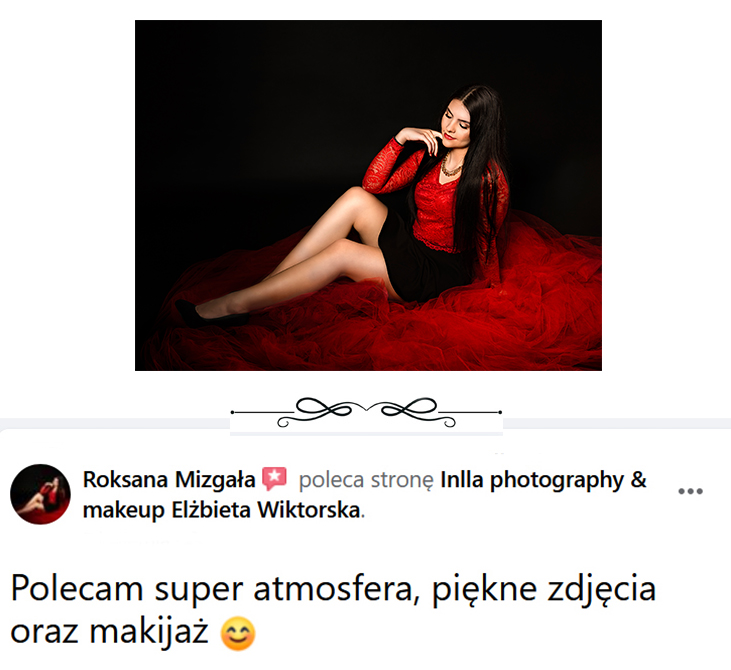 Roksana Mizgała poleca stronę Inlla photography &
makeup Elżbieta Wiktorska.
Polecam super atmosfera, piękne zdjęcia
oraz makijaż 😊